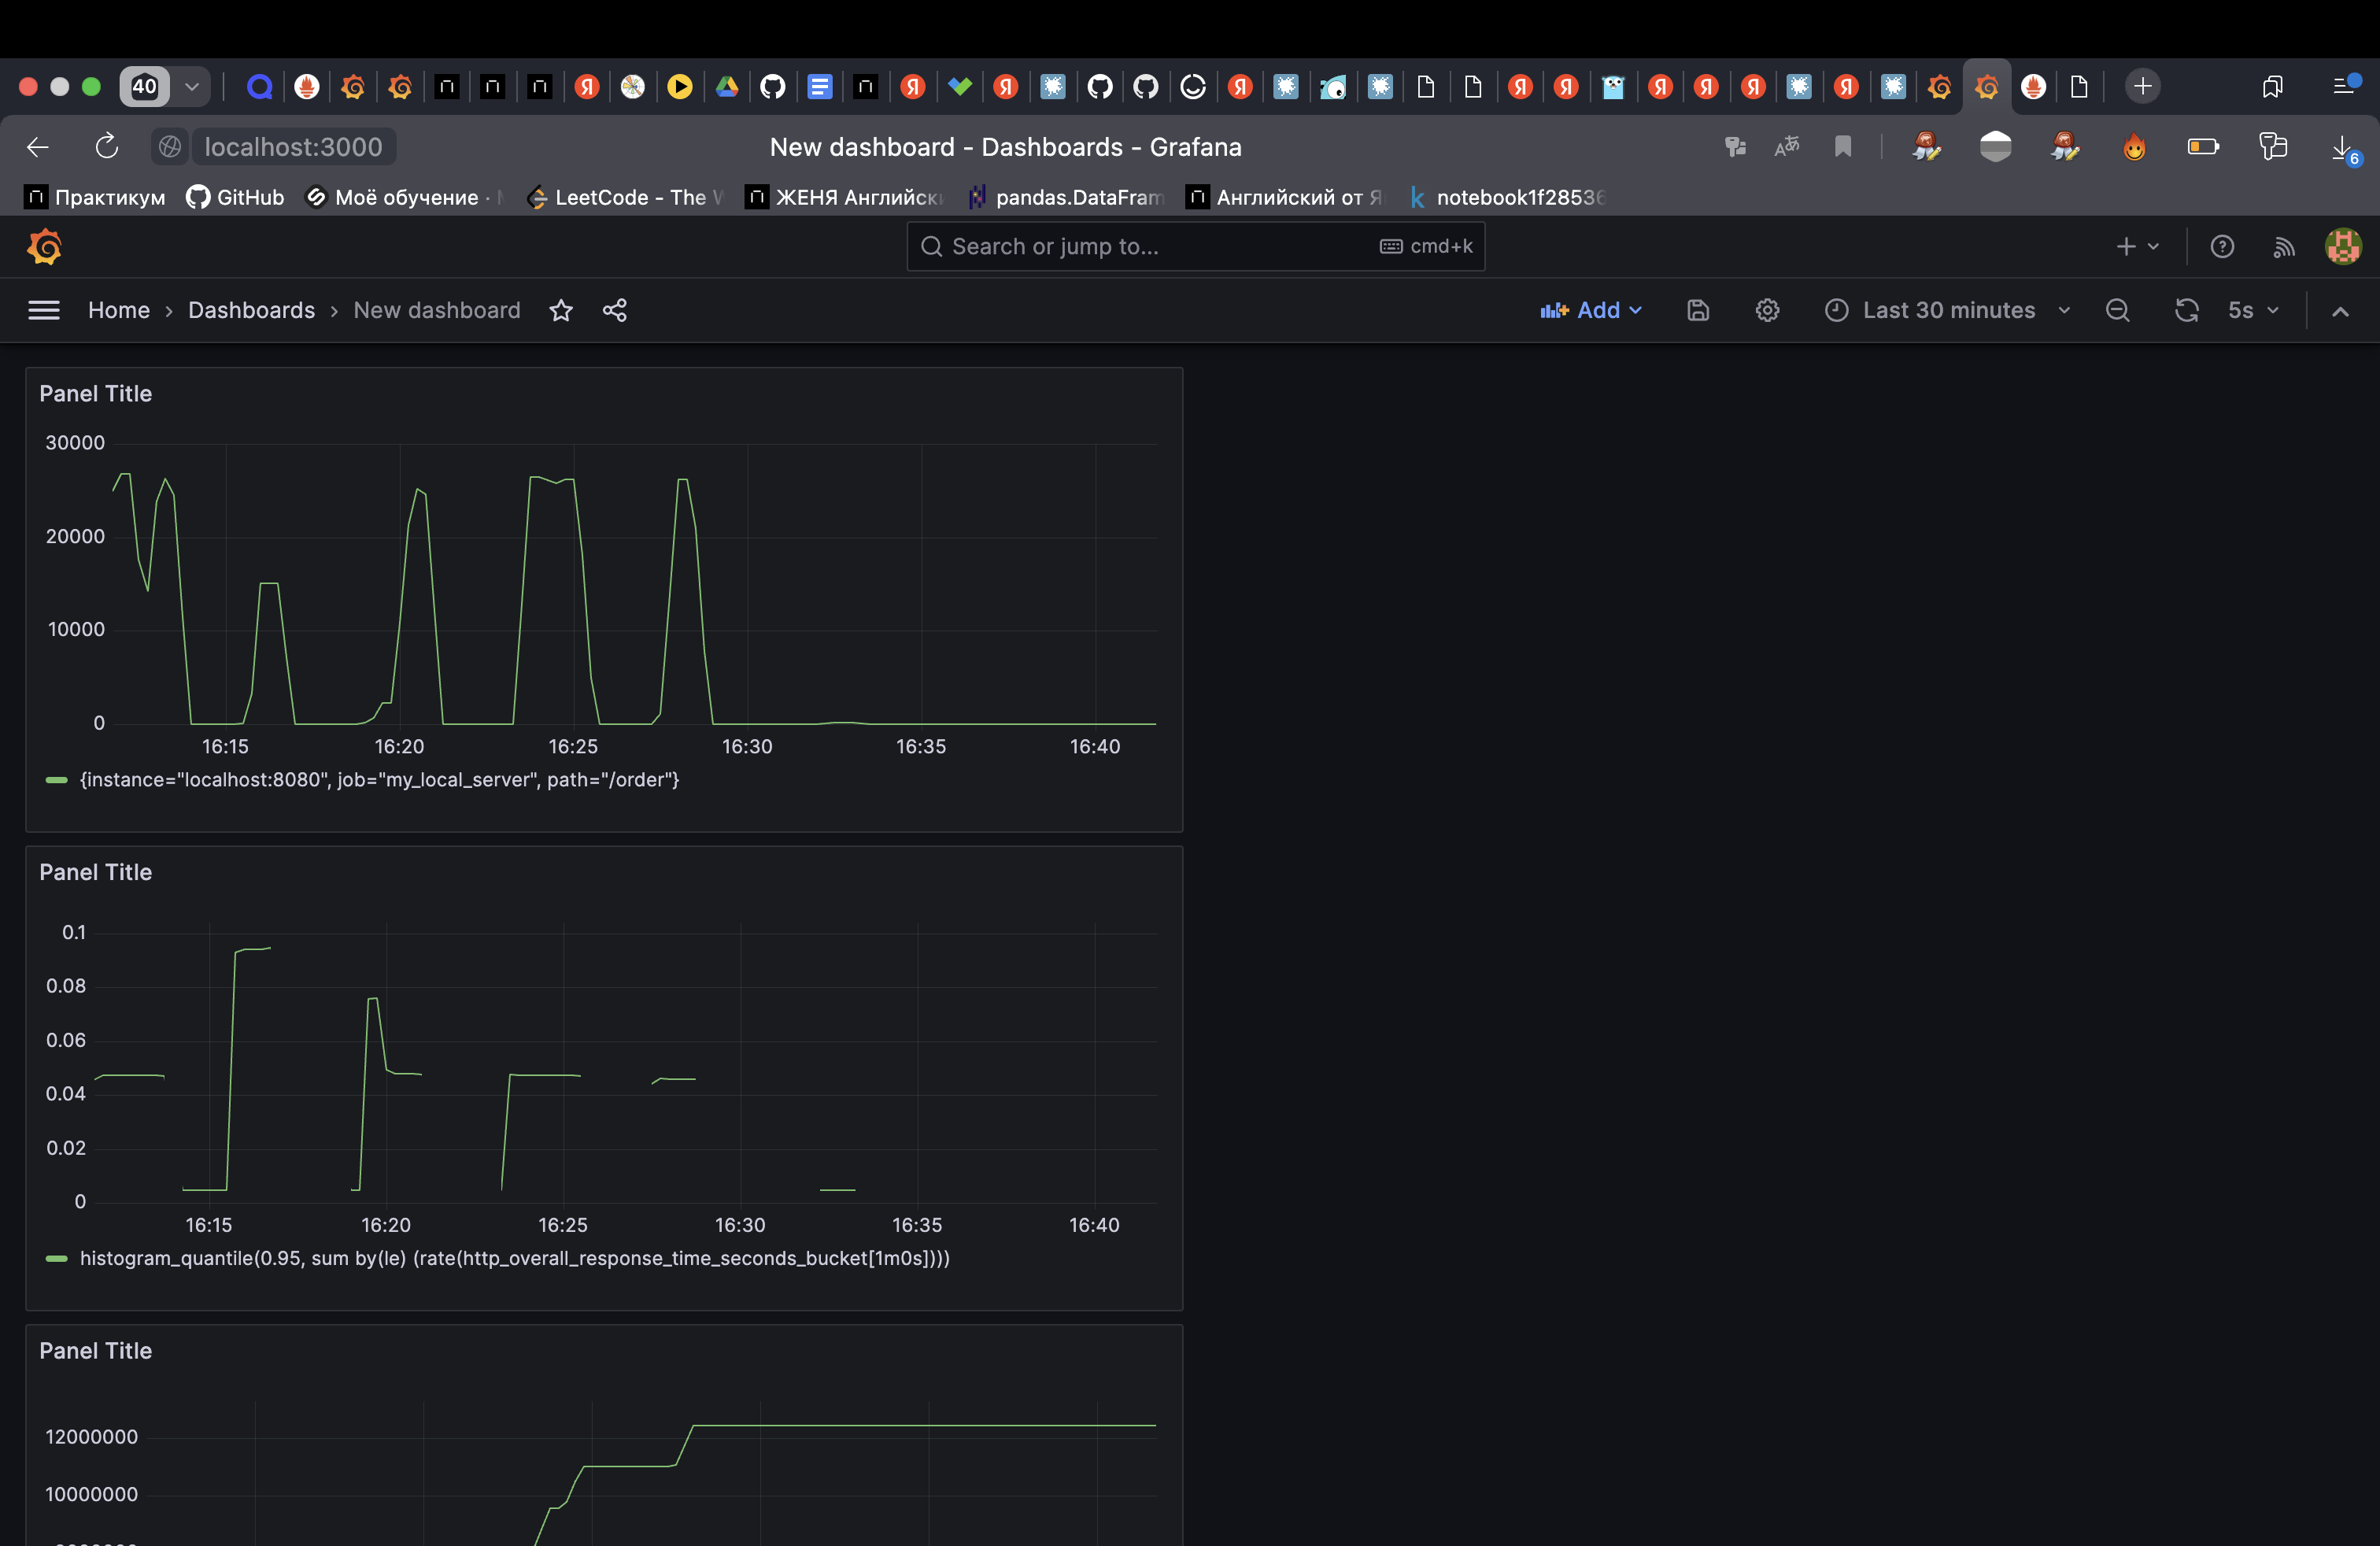 40
localhost:3000
New dashboard - Dashboards - Grafana
6
Практикум GitHub Моё обучение · LeetCode - The ЖЕНЯ Английск pandas.DataFram Английский от Я notebook1f28536
Search or jump to... cmd+k
Home › Dashboards › New dashboard Add Last 30 minutes 5s
Panel Title
30000
20000
10000
0
16:15 16:20 16:25 16:30 16:35 16:40
{instance="localhost:8080", job="my_local_server", path="/order"}
Panel Title
0.1
0.08
0.06
0.04
0.02
0
16:15 16:20 16:25 16:30 16:35 16:40
histogram_quantile(0.95, sum by(le) (rate(http_overall_response_time_seconds_bucket[1m0s])))
Panel Title
12000000
10000000